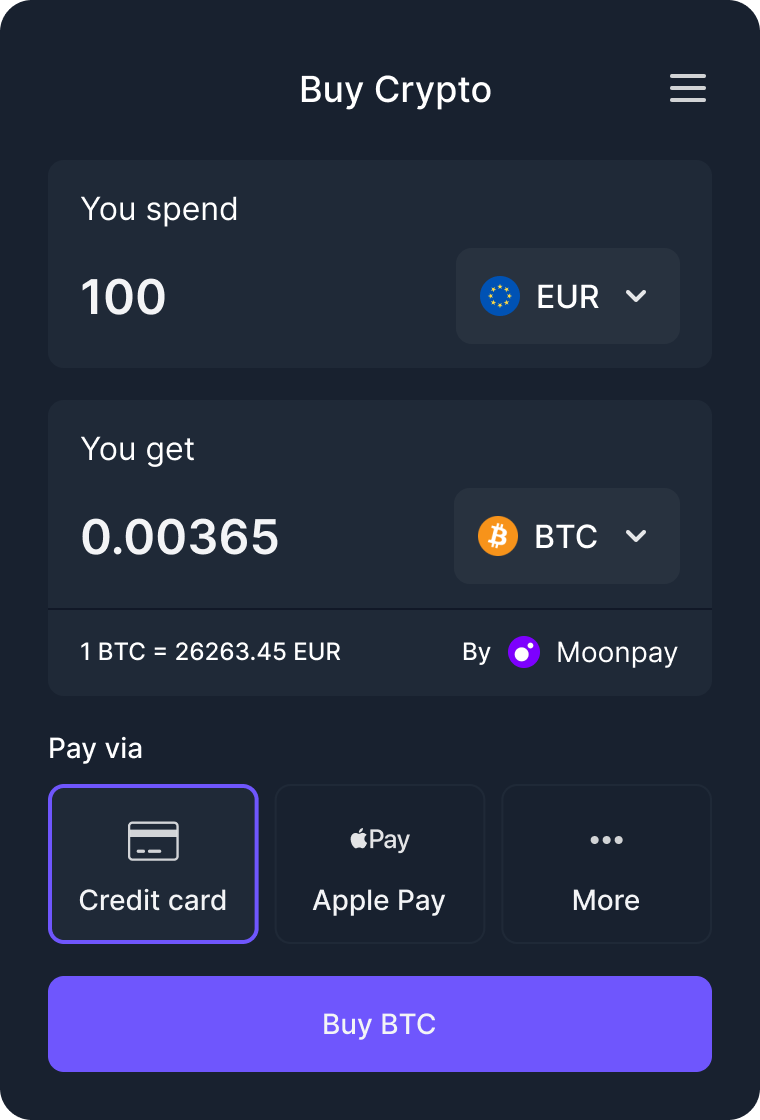 Buy Crypto
You spend
100
EUR
You get
0.00365
BTC
1 BTC = 26263.45 EUR
By Moonpay
Pay via
Credit card
Pay
Apple Pay
More
Buy BTC